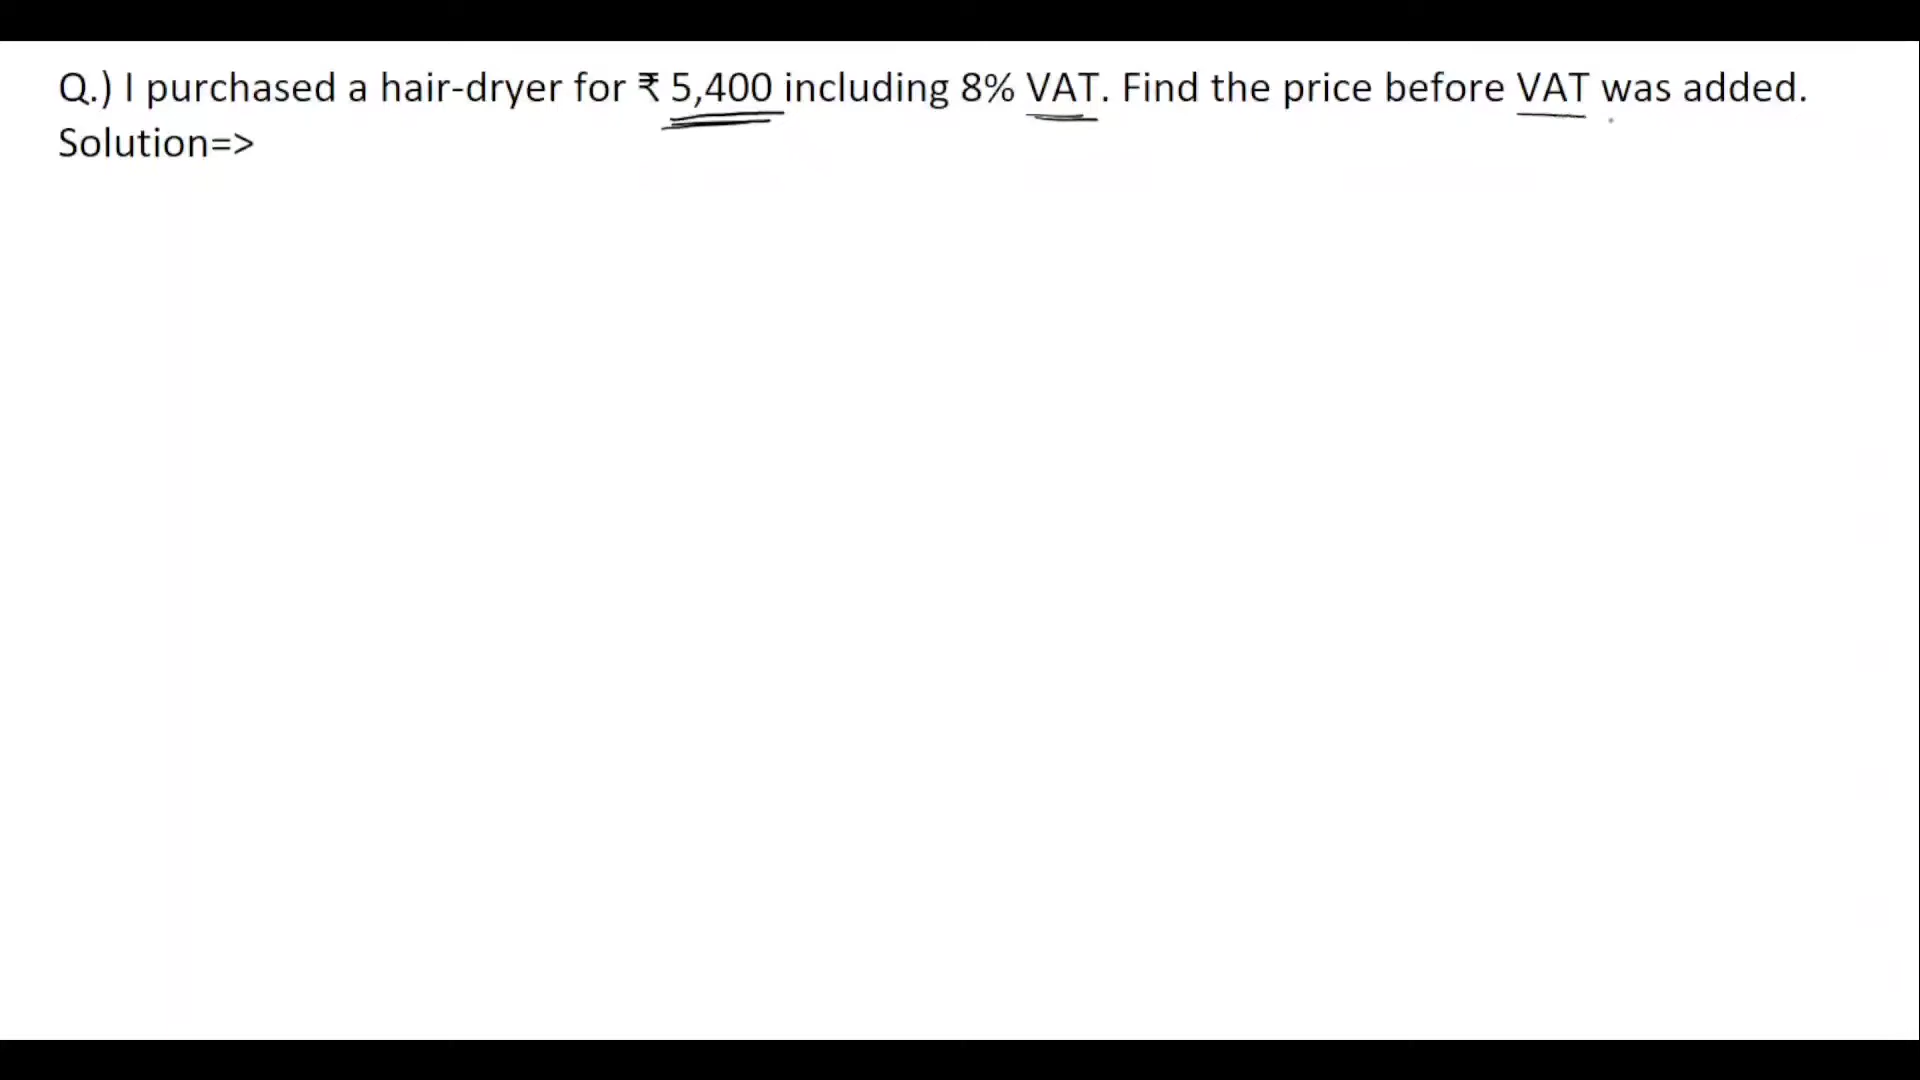 Q.) I purchased a hair-dryer for ₹ 5,400 including 8% VAT. Find the price before VAT was added.
Solution=>